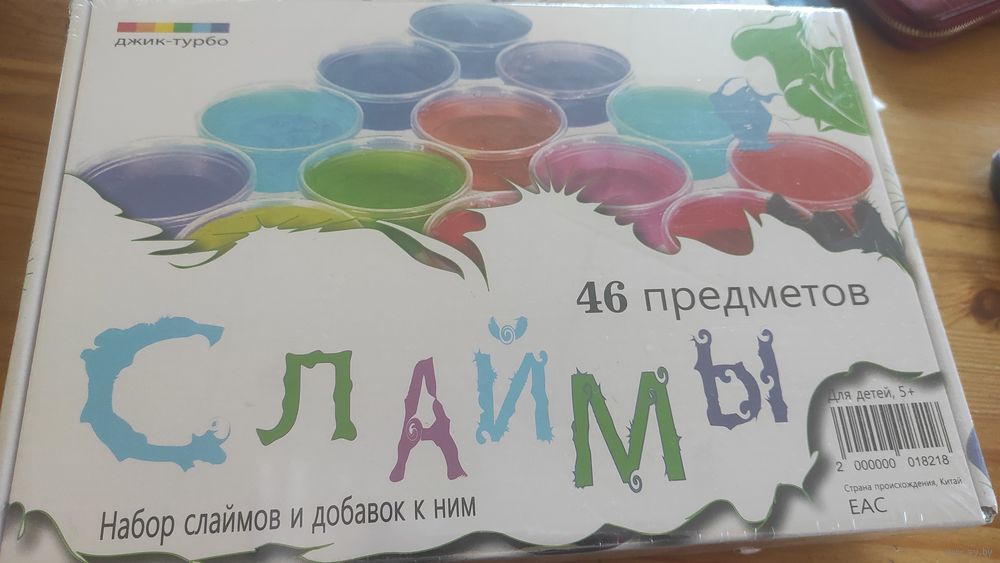 джик-турбо
46 предметов
СЛАЙМЫ
Для детей, 5+
2 000000 018218
Страна происхождения, Китай
EAC
Набор слаймов и добавок к ним